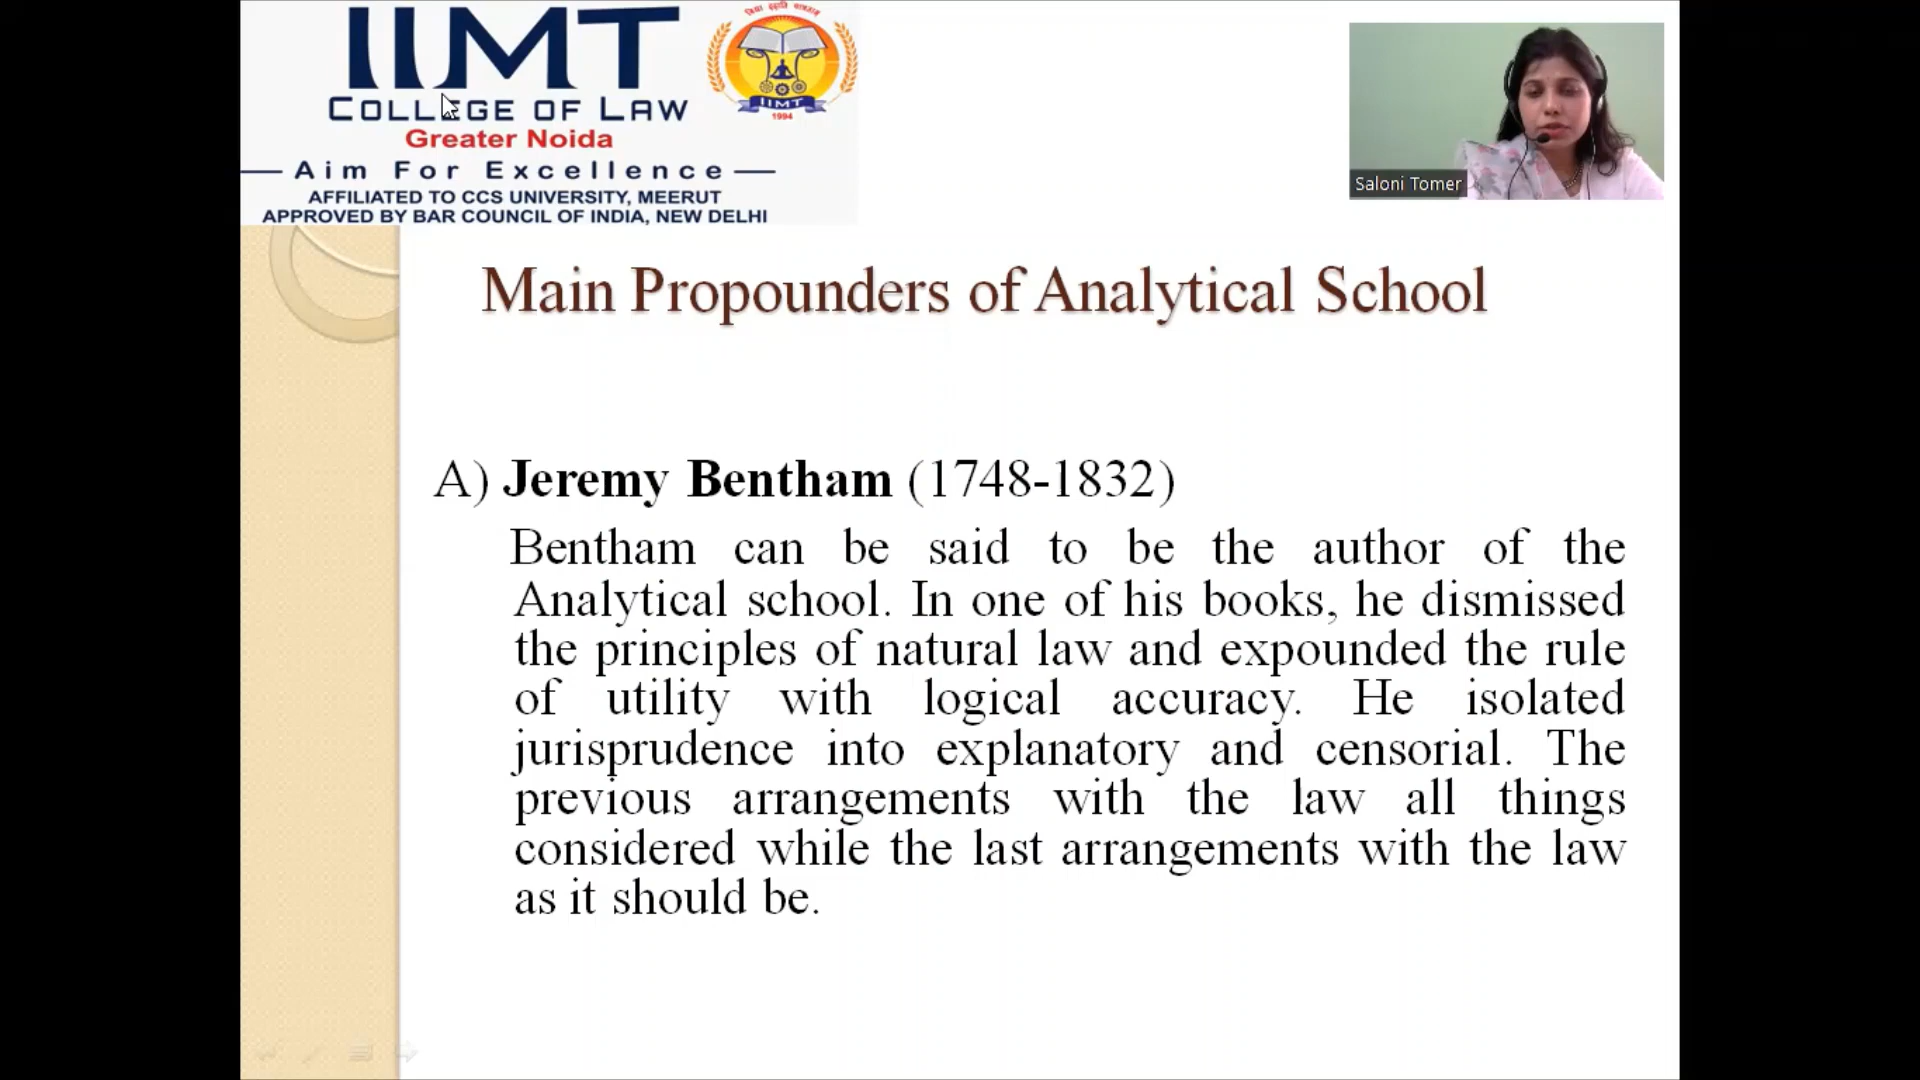 IIMT
COLLEGE OF LAW
Greater Noida
Aim For Excellence
AFFILIATED TO CCS UNIVERSITY, MEERUT
APPROVED BY BAR COUNCIL OF INDIA, NEW DELHI
IIMT
1994
Saloni Tomer
Main Propounders of Analytical School
A) Jeremy Bentham (1748-1832)
Bentham can be said to be the author of the
Analytical school. In one of his books, he dismissed
the principles of natural law and expounded the rule
of utility with logical accuracy. He isolated
jurisprudence into explanatory and censorial. The
previous arrangements with the law all things
considered while the last arrangements with the law
as it should be.